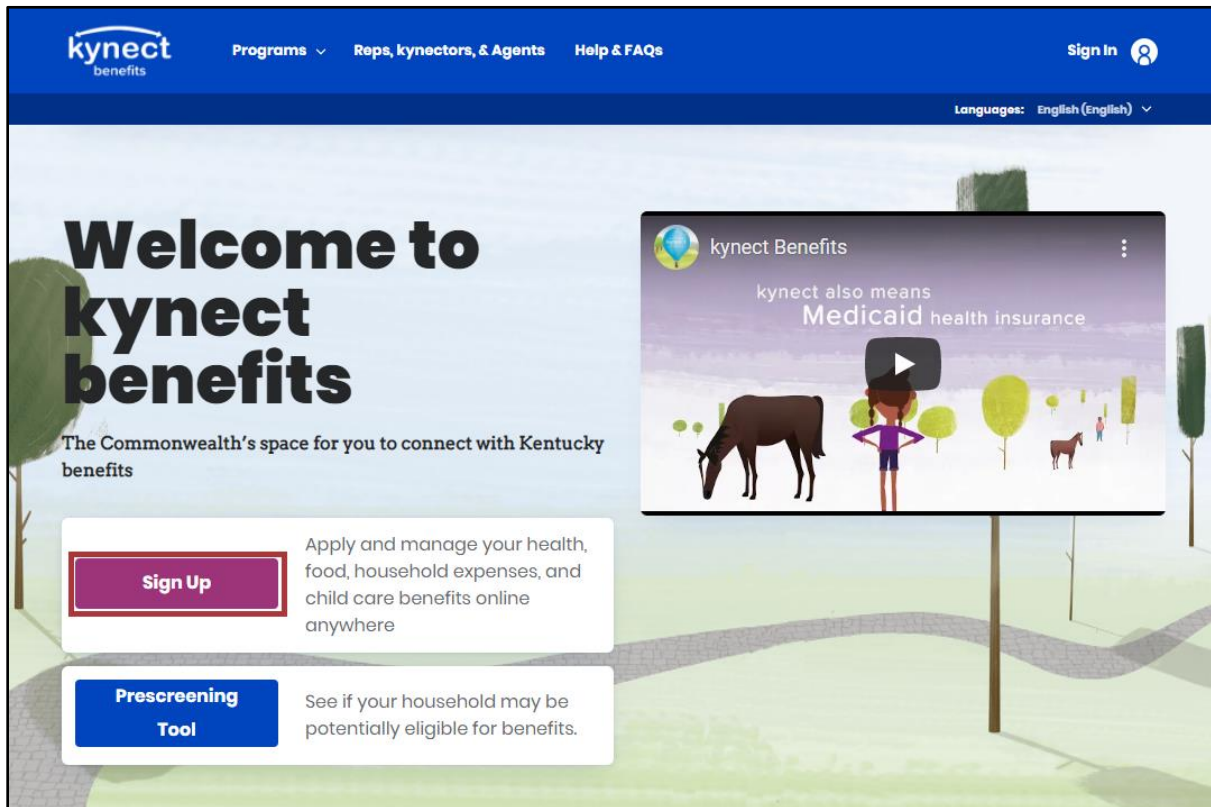 kynect
benefits
Programs
Reps, kynectors, & Agents
Help & FAQs
Sign In
Languages: English (English)
Welcome to
kynect
benefits
The Commonwealth's space for you to connect with Kentucky
benefits
kynect Benefits
kynect also means
Medicaid health insurance
Sign Up
Apply and manage your health,
food, household expenses, and
child care benefits online
anywhere
Prescreening
Tool
See if your household may be
potentially eligible for benefits.